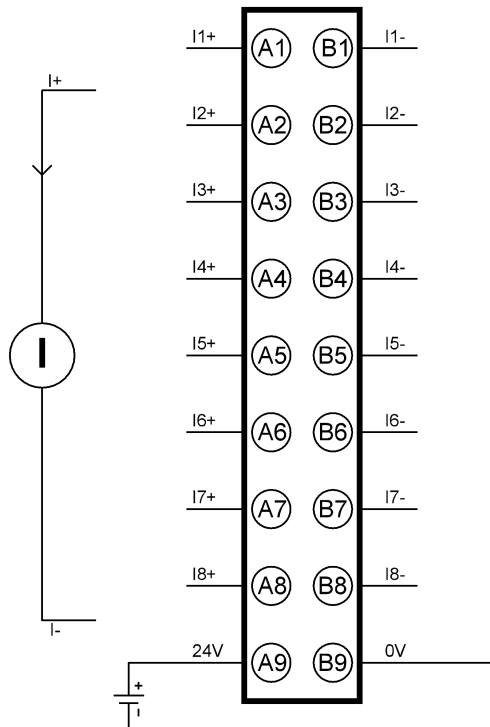 I1+ A1 B1 I1-
I+
I2+ A2 B2 I2-
I3+ A3 B3 I3-
I4+ A4 B4 I4-
I5+ A5 B5 I5-
I
I6+ A6 B6 I6-
I7+ A7 B7 I7-
I8+ A8 B8 I8-
I-
24V A9 B9 0V
+
-